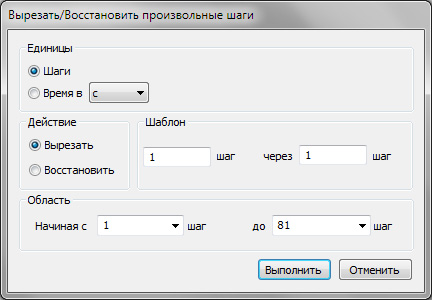 Вырезать/Восстановить произвольные шаги
Единицы
Шаги
Время в с
Действие
Вырезать
Восстановить
Шаблон
1 шаг через 1 шаг
Область
Начиная с 1 шаг до 81 шаг
Выполнить Отменить